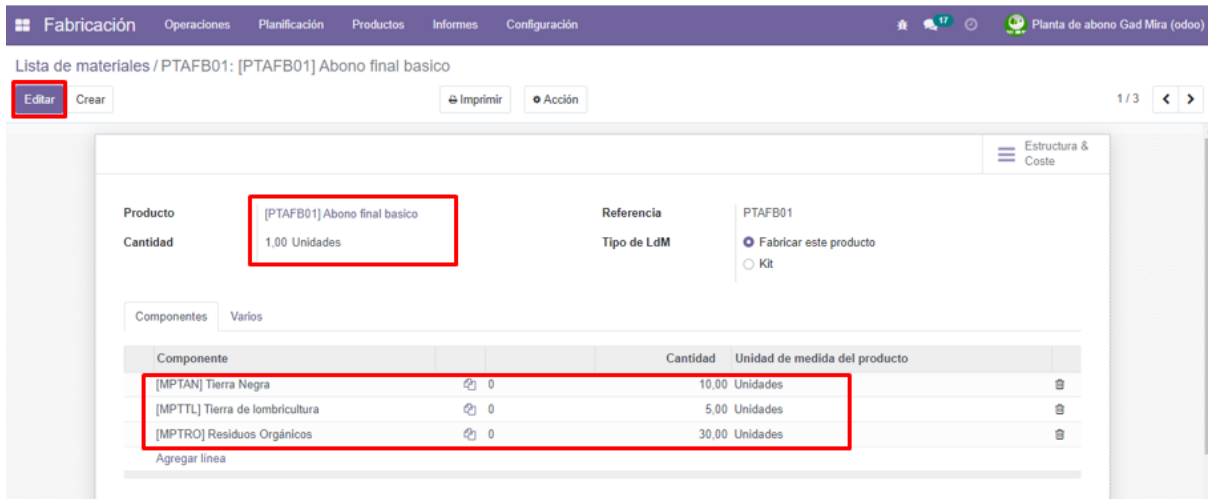 Fabricación Operaciones Planificación Productos Informes Configuración 17 Planta de abono Gad Mira (odoo)
Lista de materiales / PTAFB01: [PTAFB01] Abono final basico
Editar Crear Imprimir Acción 1 / 3
Estructura &
Coste
Producto [PTAFB01] Abono final basico Referencia PTAFB01
Cantidad 1,00 Unidades Tipo de LdM Fabricar este producto
Kit
Componentes Varios
Componente Cantidad Unidad de medida del producto
[MPTAN] Tierra Negra 0 10,00 Unidades
[MPTTL] Tierra de lombricultura 0 5,00 Unidades
[MPTRO] Residuos Orgánicos 0 30,00 Unidades
Agregar línea